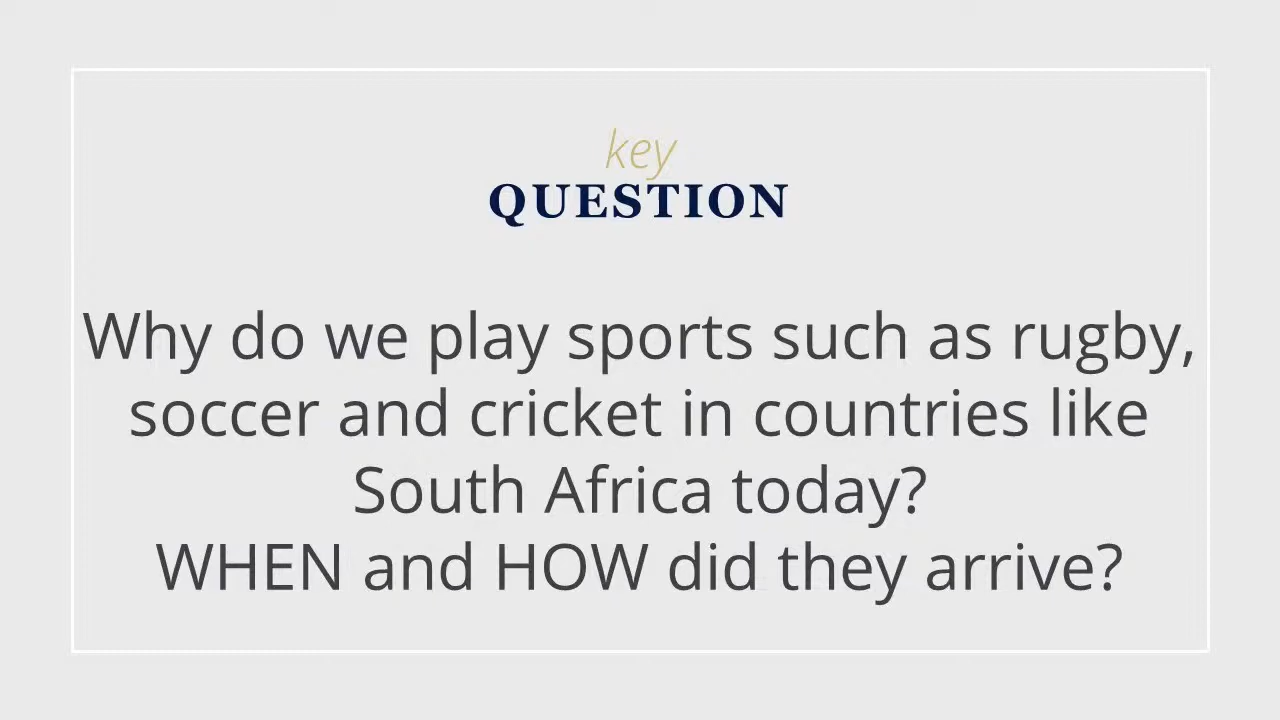 key
QUESTION
Why do we play sports such as rugby,
soccer and cricket in countries like
South Africa today?
WHEN and HOW did they arrive?